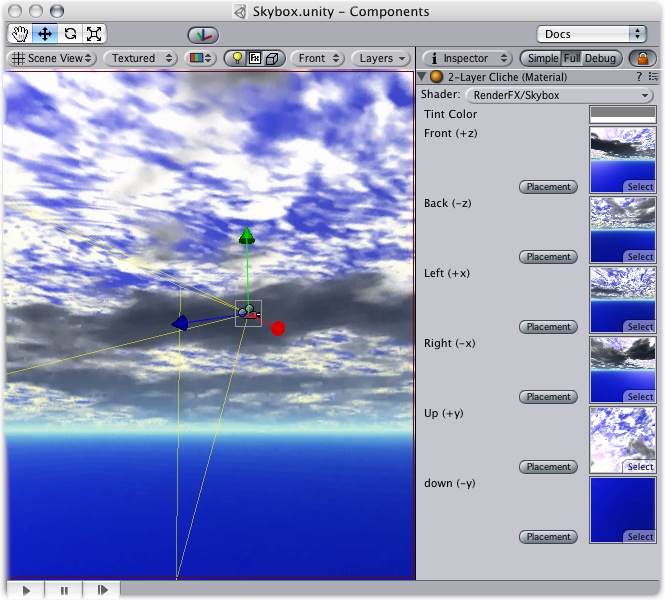 Skybox.unity – Components
Docs
Scene View
Textured
Fx
Front
Layers
Inspector
Simple Full Debug
2-Layer Cliche (Material)
?
Shader: RenderFX/Skybox
Tint Color
Front (+z)
Placement
Select
Back (-z)
Placement
Select
Left (+x)
Placement
Select
Right (-x)
Placement
Select
Up (+y)
Placement
Select
down (-y)
Placement
Select